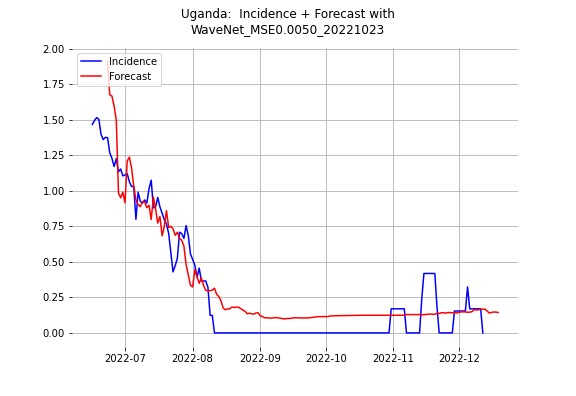 Uganda:  Incidence + Forecast with
WaveNet_MSE0.0050_20221023
2.00
1.75
1.50
1.25
1.00
0.75
0.50
0.25
0.00
Incidence
Forecast
2022-07 2022-08 2022-09 2022-10 2022-11 2022-12